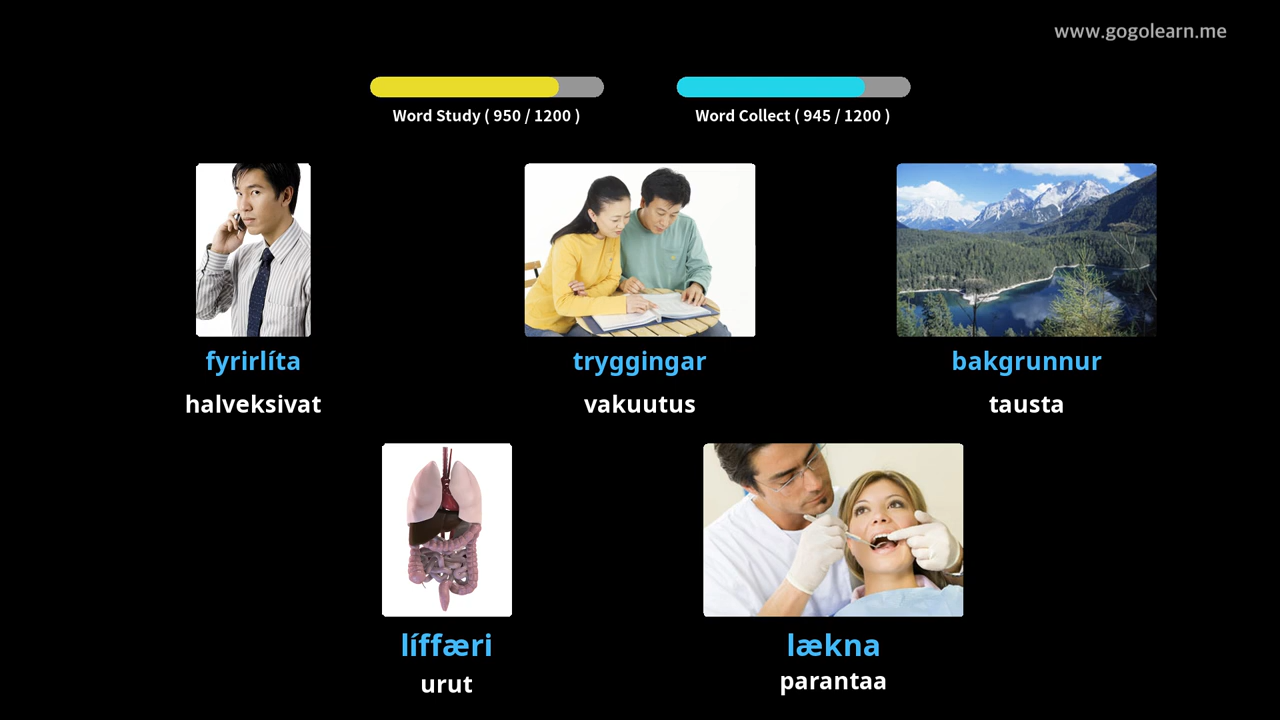 www.gogolearn.me
Word Study ( 950 / 1200 )
Word Collect ( 945 / 1200 )
fyrirlíta
tryggingar
bakgrunnur
halveksivat
vakuutus
tausta
líffæri
lækna
urut
parantaa